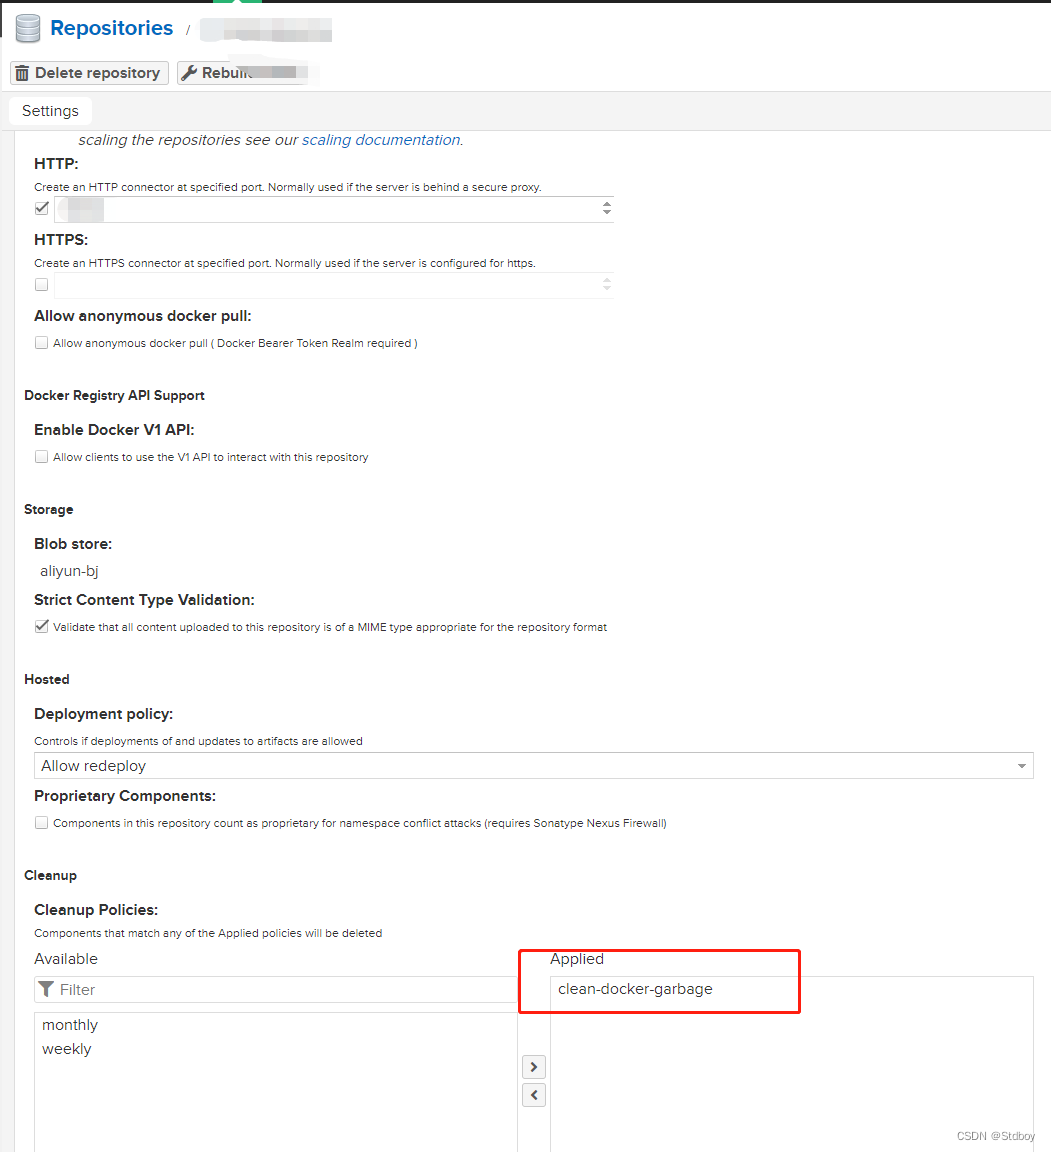 Repositories /
Delete repository
Settings
scaling the repositories see our scaling documentation.
HTTP:
Create an HTTP connector at specified port. Normally used if the server is behind a secure proxy.
HTTPS:
Create an HTTPS connector at specified port. Normally used if the server is configured for https.
Allow anonymous docker pull:
Allow anonymous docker pull ( Docker Bearer Token Realm required )
Docker Registry API Support
Enable Docker V1 API:
Allow clients to use the V1 API to interact with this repository
Storage
Blob store:
aliyun-bj
Strict Content Type Validation:
Validate that all content uploaded to this repository is of a MIME type appropriate for the repository format
Hosted
Deployment policy:
Controls if deployments of and updates to artifacts are allowed
Allow redeploy
Proprietary Components:
Components in this repository count as proprietary for namespace conflict attacks (requires Sonatype Nexus Firewall)
Cleanup
Cleanup Policies:
Components that match any of the Applied policies will be deleted
Available
Applied
Filter
clean-docker-garbage
monthly
weekly
CSDN @Stdboy